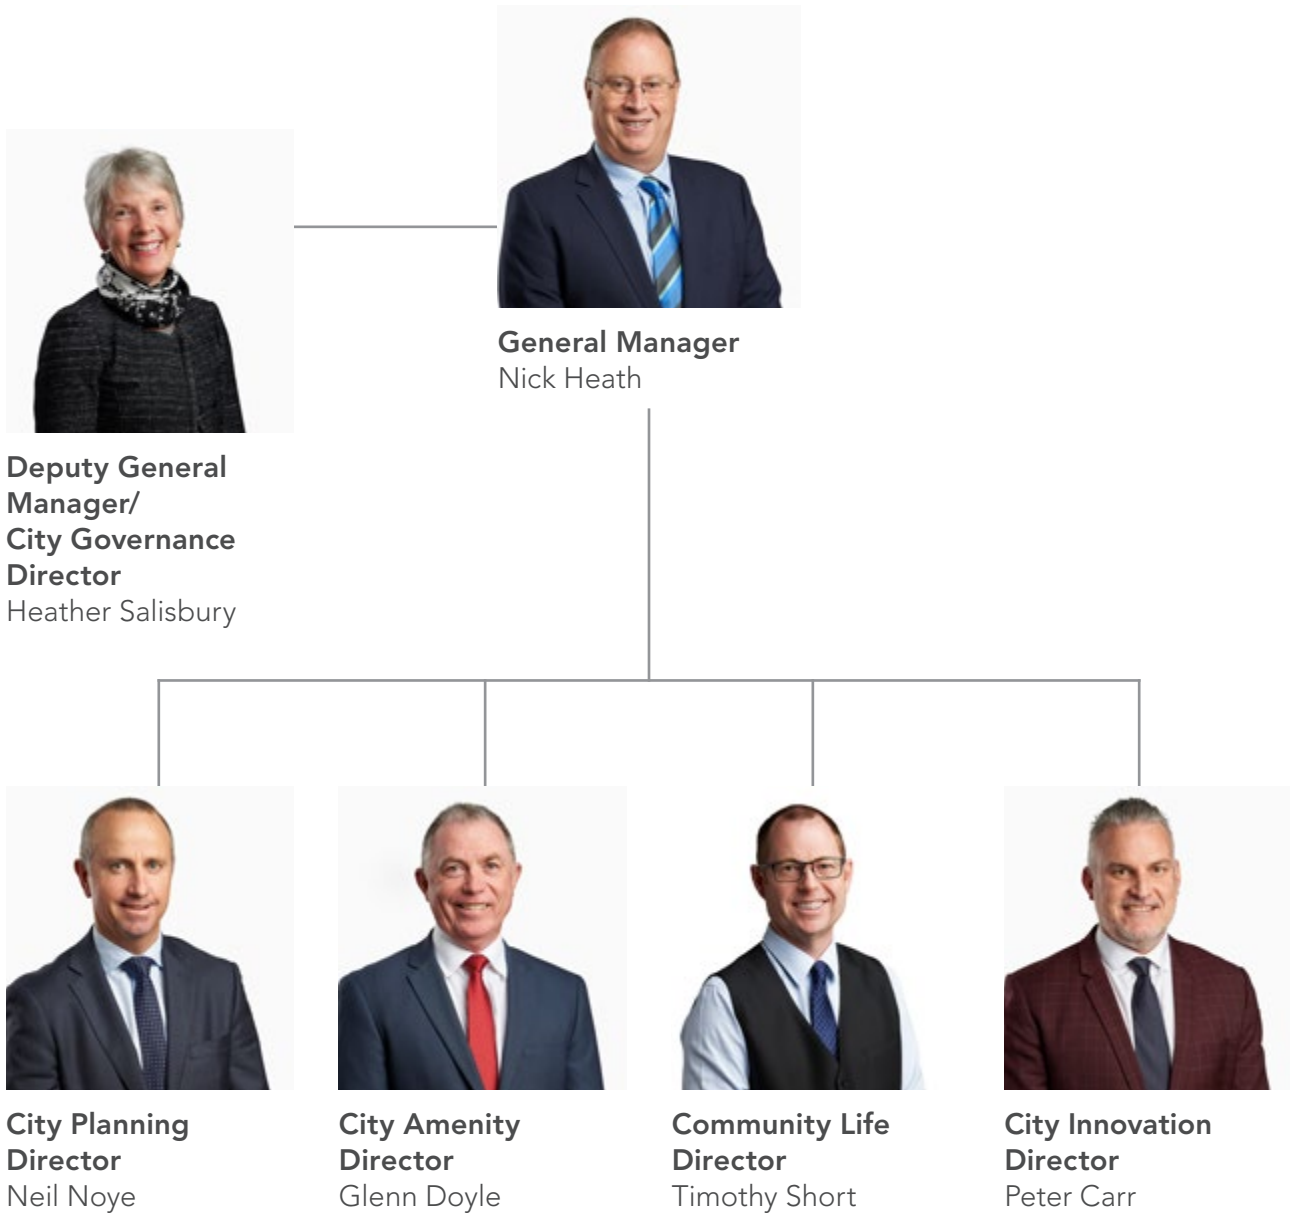 General Manager
Nick Heath
Deputy General
Manager/
City Governance
Director
Heather Salisbury
City Planning
Director
Neil Noye
City Amenity
Director
Glenn Doyle
Community Life
Director
Timothy Short
City Innovation
Director
Peter Carr